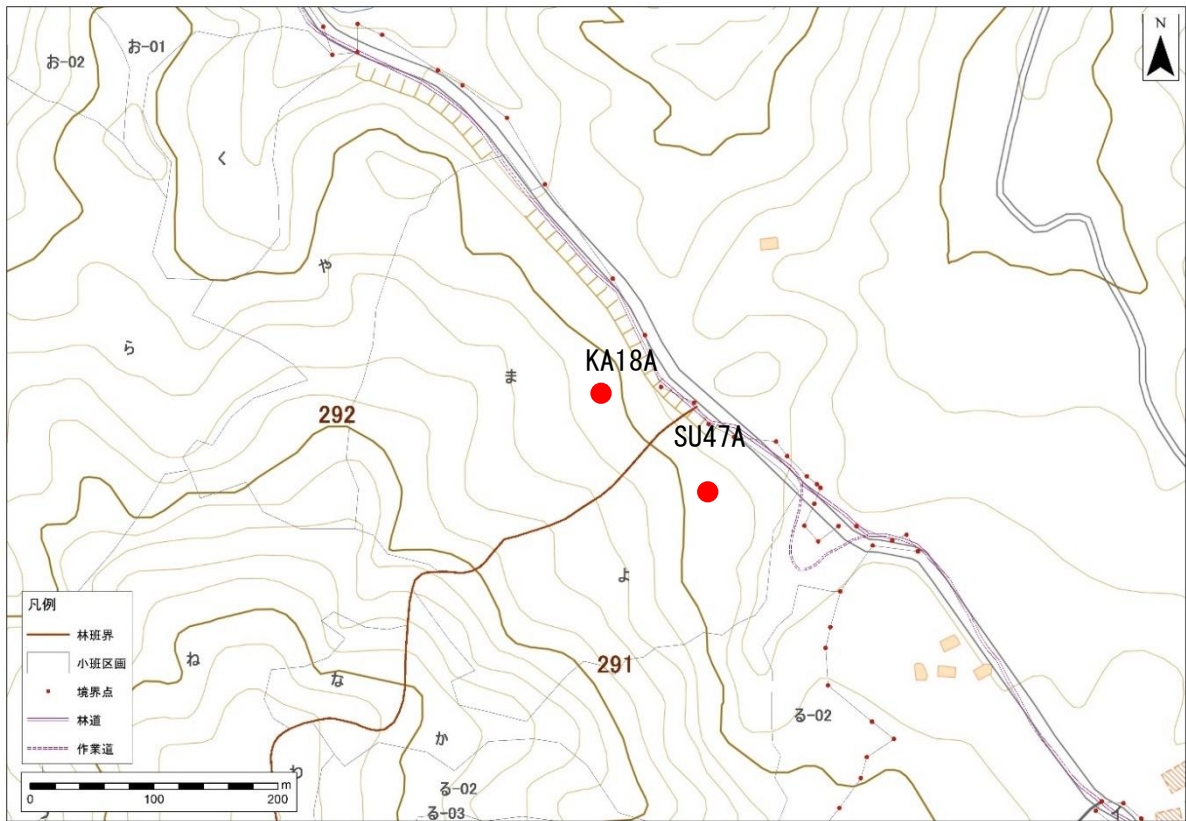 お-01
お-02
N
く
や
ら
ま
KA18A
292
SU47A
よ
291
ね
な
る-02
か
わ
る-02
る-03
凡例
林班界
小班区画
境界点
林道
作業道
m
0 100 200